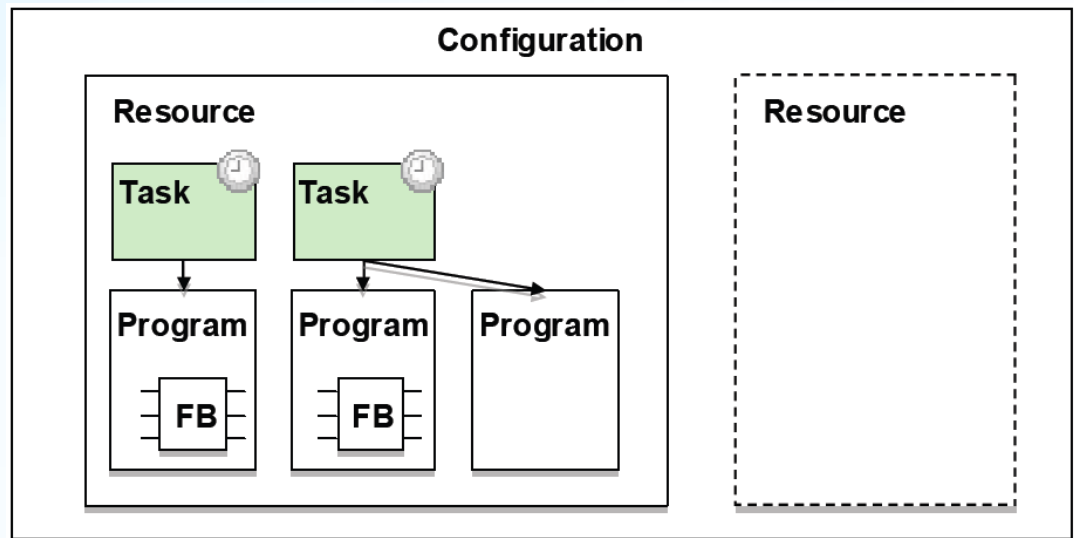 Configuration
Resource
Resource
Task
Task
Program
Program
Program
FB
FB